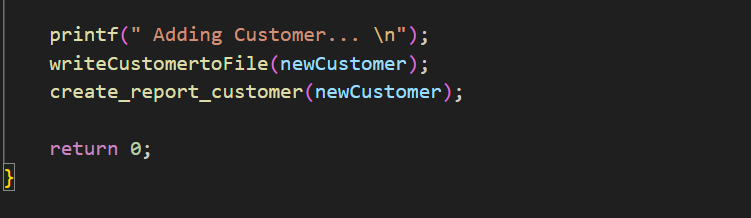 printf(" Adding Customer... \n");
writeCustomertoFile(newCustomer);
create_report_customer(newCustomer);
return 0;
}